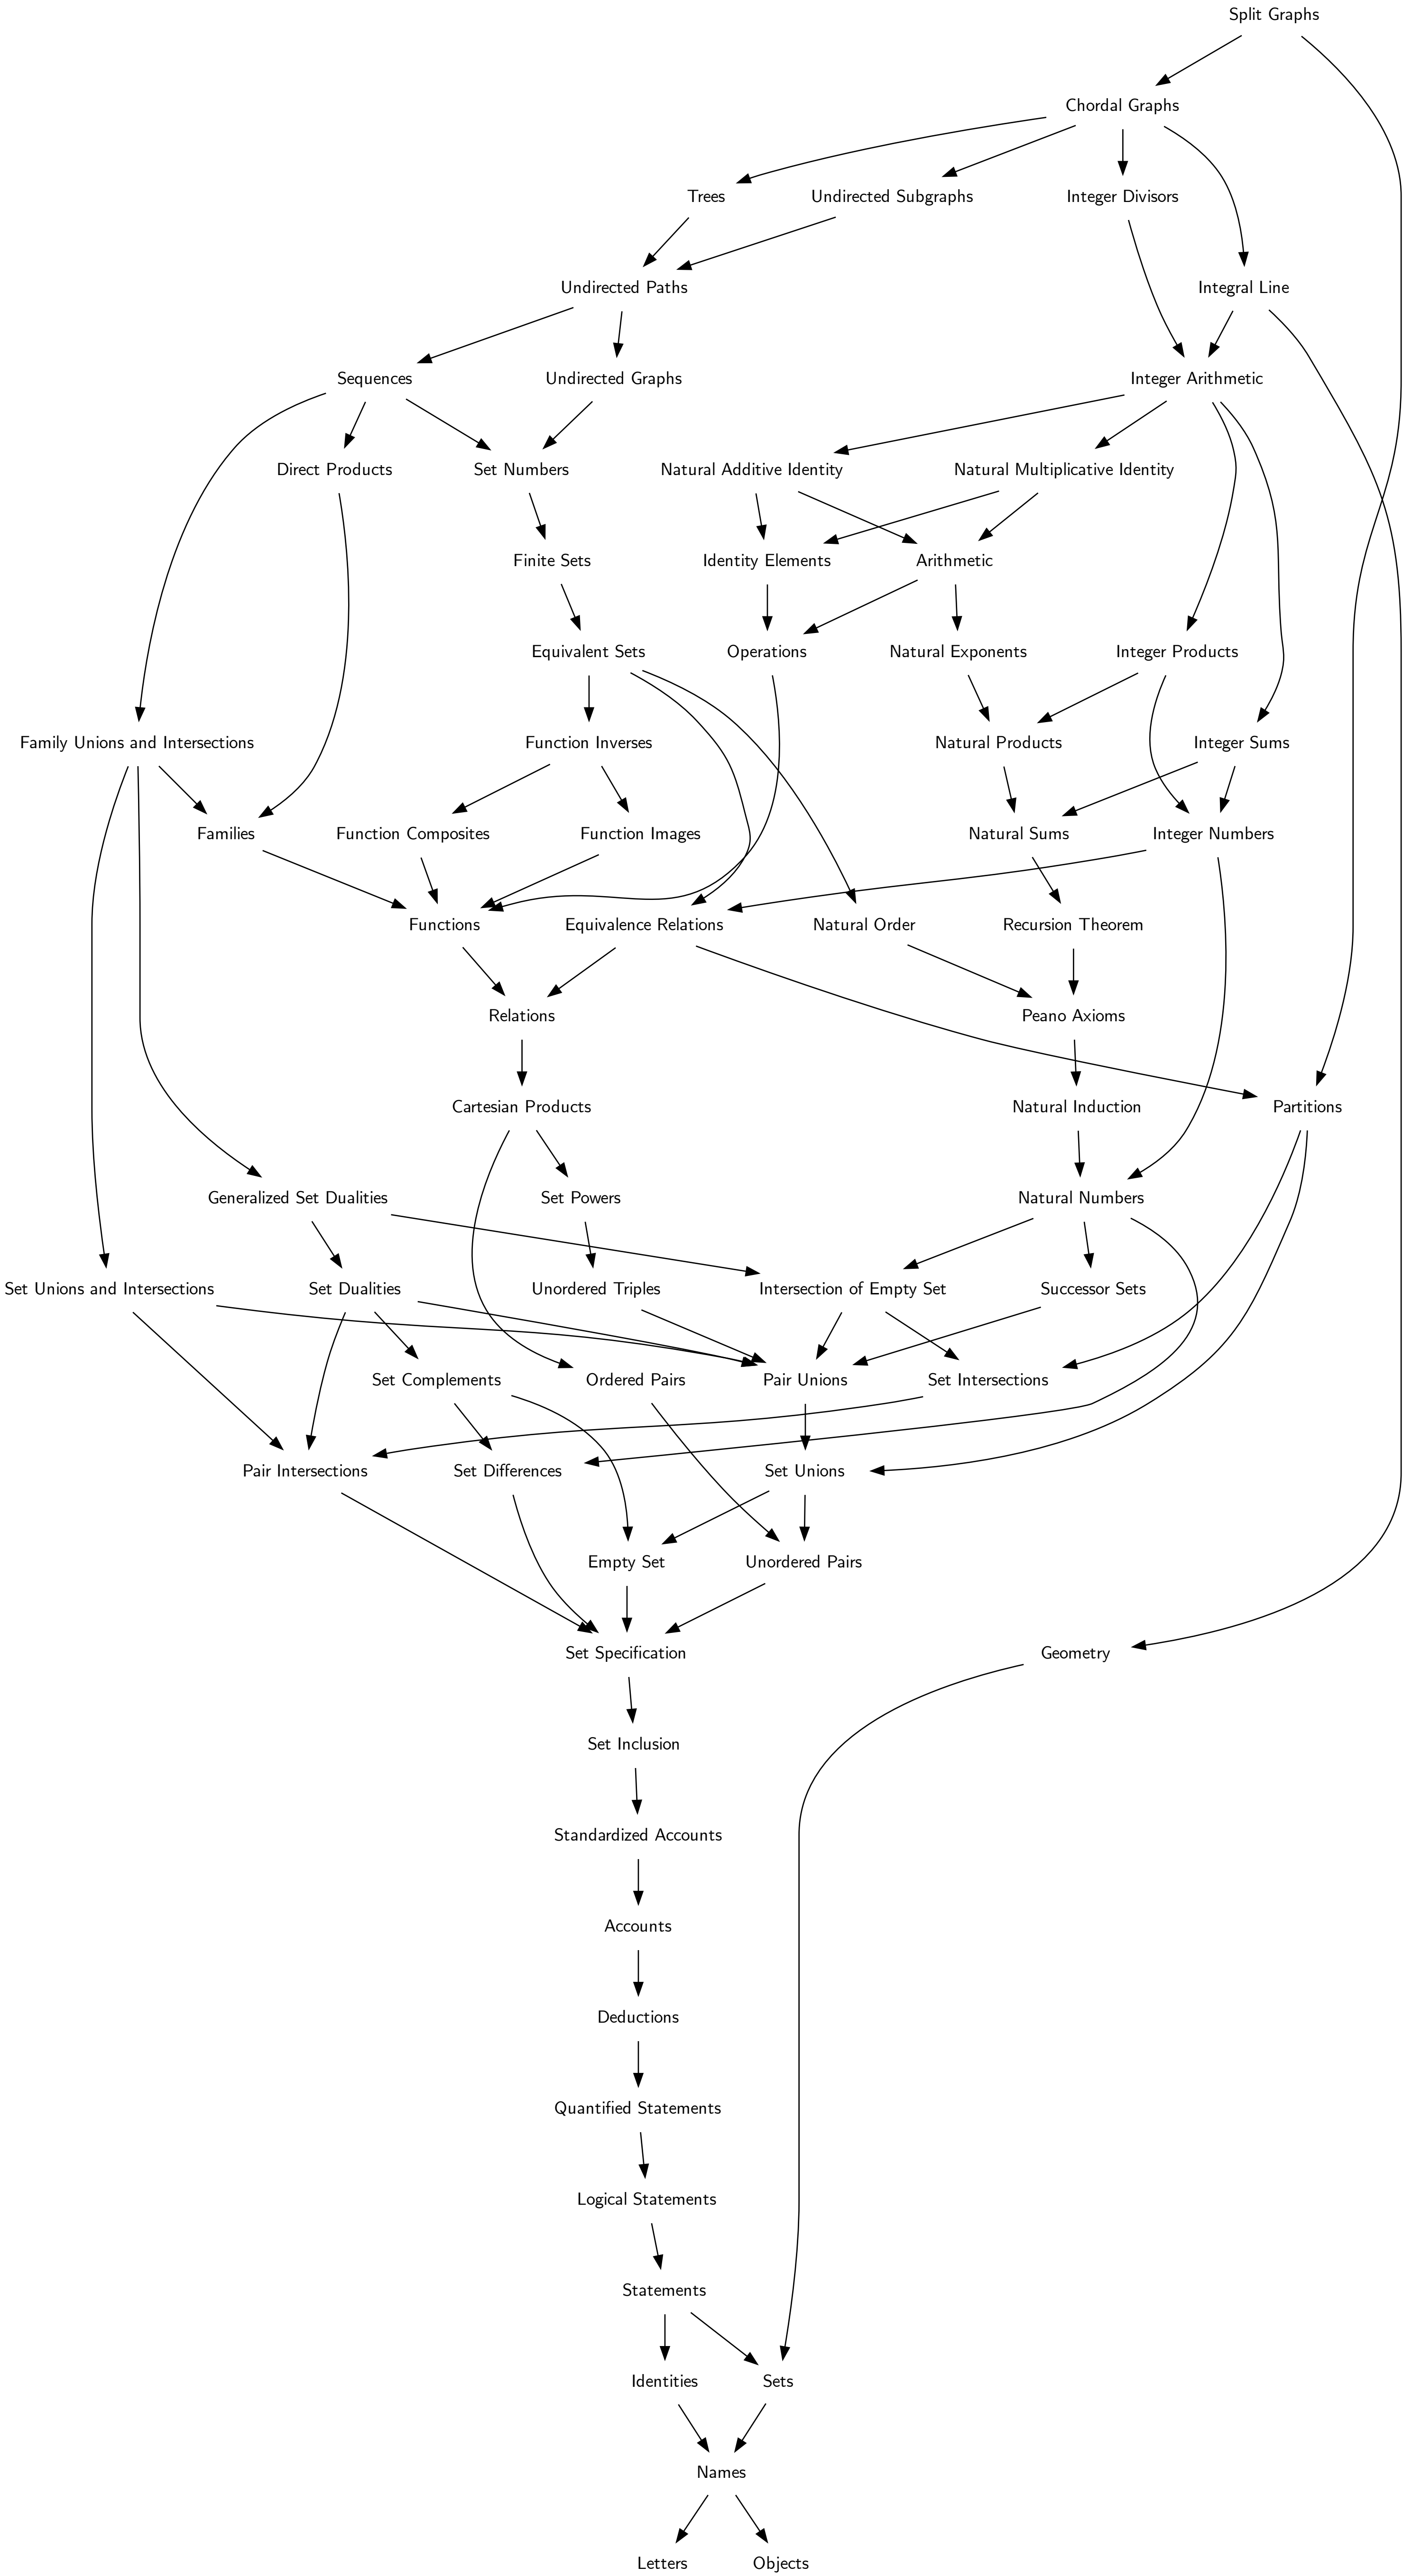 Split Graphs
Chordal Graphs
Trees
Undirected Subgraphs
Integer Divisors
Undirected Paths
Integral Line
Sequences
Undirected Graphs
Integer Arithmetic
Direct Products
Set Numbers
Natural Additive Identity
Natural Multiplicative Identity
Finite Sets
Identity Elements
Arithmetic
Equivalent Sets
Operations
Natural Exponents
Integer Products
Family Unions and Intersections
Function Inverses
Natural Products
Integer Sums
Families
Function Composites
Function Images
Natural Sums
Integer Numbers
Functions
Equivalence Relations
Natural Order
Recursion Theorem
Relations
Peano Axioms
Cartesian Products
Natural Induction
Partitions
Generalized Set Dualities
Set Powers
Natural Numbers
Set Unions and Intersections
Set Dualities
Unordered Triples
Intersection of Empty Set
Successor Sets
Set Complements
Ordered Pairs
Pair Unions
Set Intersections
Pair Intersections
Set Differences
Set Unions
Empty Set
Unordered Pairs
Set Specification
Geometry
Set Inclusion
Standardized Accounts
Accounts
Deductions
Quantified Statements
Logical Statements
Statements
Identities
Sets
Names
Letters
Objects